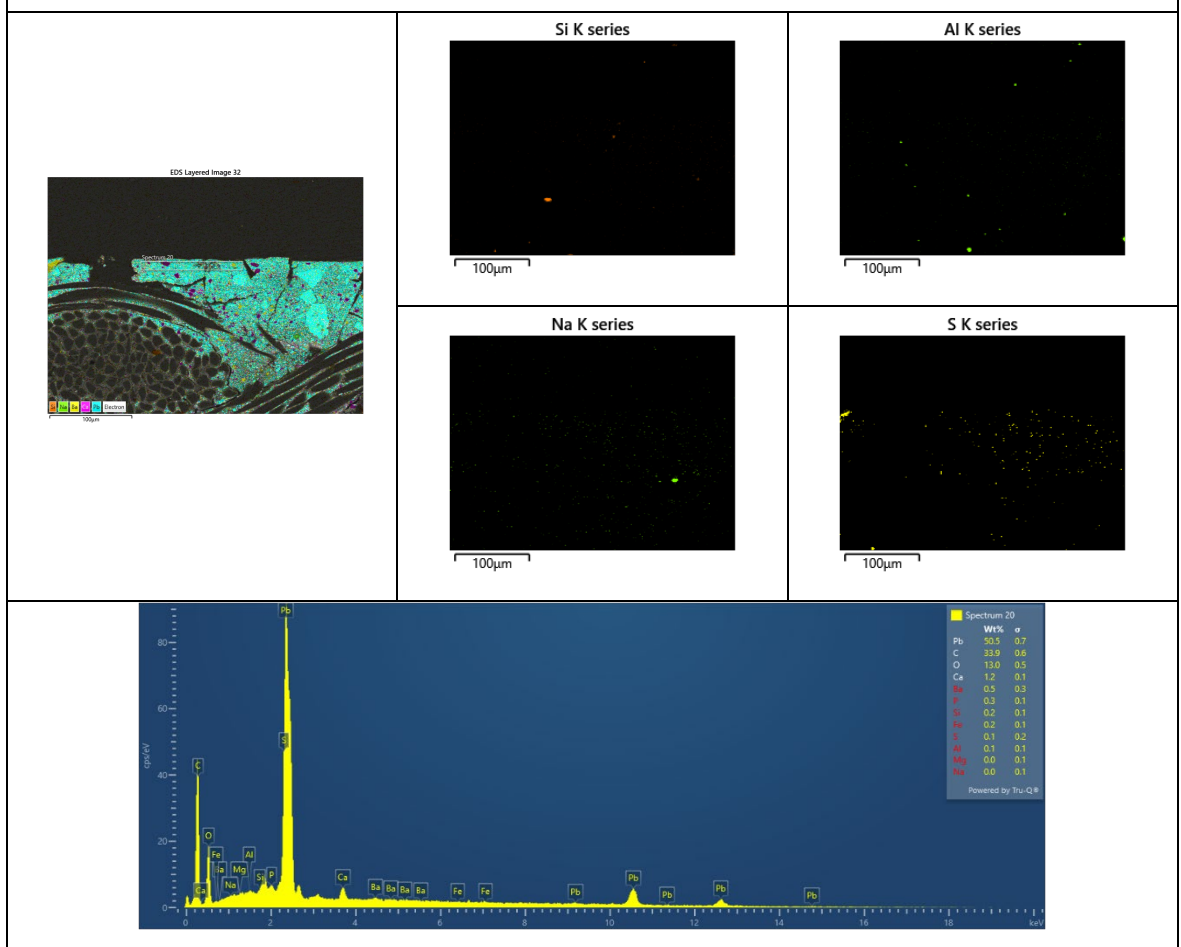 Si K series
100µm
Al K series
100µm
EDS Layered Image 32
Spectrum 20
Si Na Ba Ca Pb Electron
100µm
Na K series
100µm
S K series
100µm
cps/eV
80
60
40
20
0
Pb
S
C
O
Fe
Ba
Al
Mg
Na
Ca
Si
P
Ca
Ba
Ba
Ba
Ba
Fe
Fe
Pb
Pb
Pb
Pb
Pb
0 2 4 6 8 10 12 14 16 18 keV
Spectrum 20
Wt% σ
Pb 50.5 0.7
C 33.9 0.6
O 13.0 0.5
Ca 1.2 0.1
Ba 0.5 0.3
P 0.3 0.1
Si 0.2 0.1
Fe 0.2 0.1
S 0.1 0.2
Al 0.1 0.1
Mg 0.0 0.1
Na 0.0 0.1
Powered by Tru-Q®